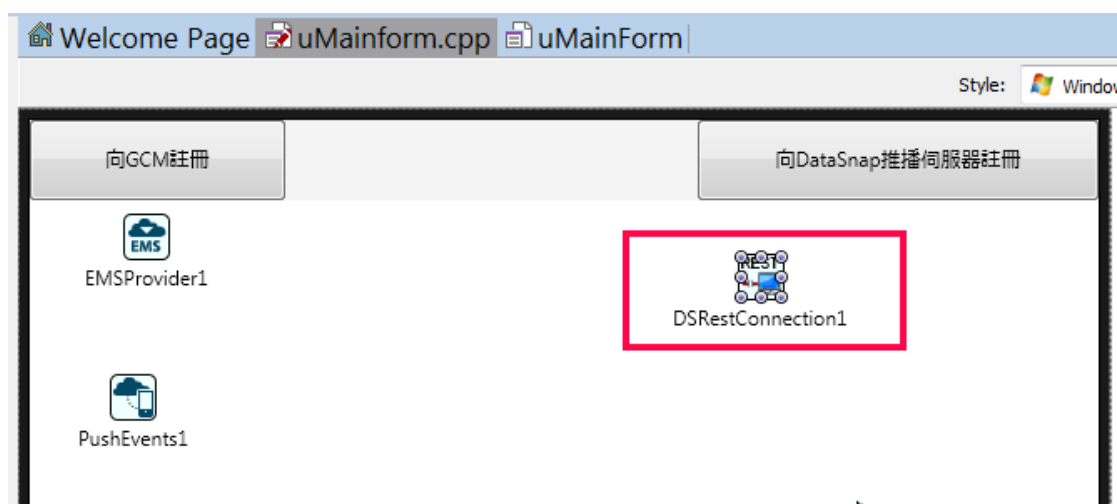 Welcome Page uMainform.cpp uMainForm
Style: Window
向GCM註冊 向DataSnap推播伺服器註冊
EMS
EMSProvider1
REST
DSRestConnection1
PushEvents1